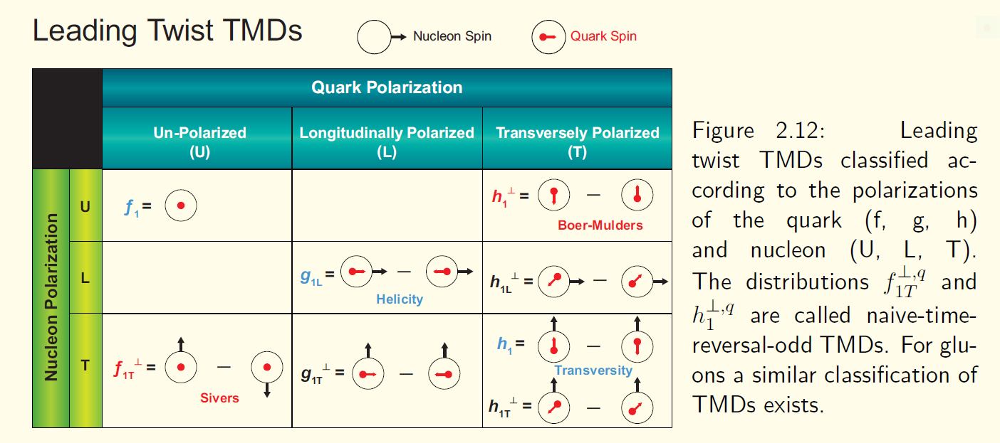 Leading Twist TMDs
Nucleon Spin
Quark Spin
Quark Polarization
Un-Polarized
(U)
Longitudinally Polarized
(L)
Transversely Polarized
(T)
Nucleon Polarization
U
f₁ =
h₁⊥ = —
Boer-Mulders
L
g₁L = —
Helicity
h₁L⊥ = —
T
f₁T⊥ = —
Sivers
g₁T⊥ = —
h₁ = —
Transversity
h₁T⊥ = —
Figure 2.12: Leading
twist TMDs classified ac-
cording to the polarizations
of the quark (f, g, h)
and nucleon (U, L, T).
The distributions f₁T⊥,q and
h₁⊥,q are called naive-time-
reversal-odd TMDs. For glu-
ons a similar classification of
TMDs exists.